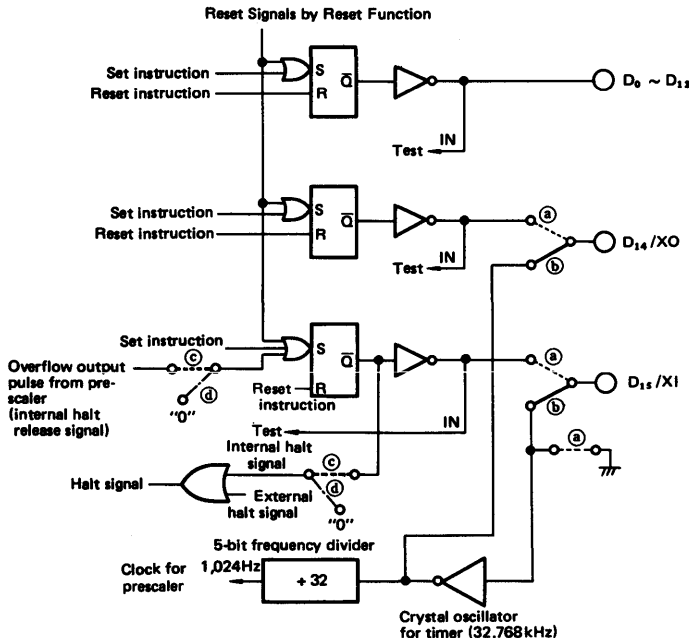 Reset Signals by Reset Function
Set instruction
Reset instruction
S
R
Q̅
D₀ ~ D₁₃
IN
Test
Set instruction
Reset instruction
S
R
Q̅
ⓐ
IN
Test
ⓑ
D₁₄/XO
Set instruction
S
R
Q̅
ⓐ
Overflow output
pulse from pre-
scaler
(internal halt
release signal)
ⓒ
ⓓ
"0"
Reset
instruction
D₁₅/XI
ⓑ
IN
Test
Internal halt
signal
ⓐ
Halt signal
ⓒ
ⓓ
External
halt signal
"0"
5-bit frequency divider
Clock for
prescaler
1,024Hz
÷ 32
Crystal oscillator
for timer (32.768kHz)